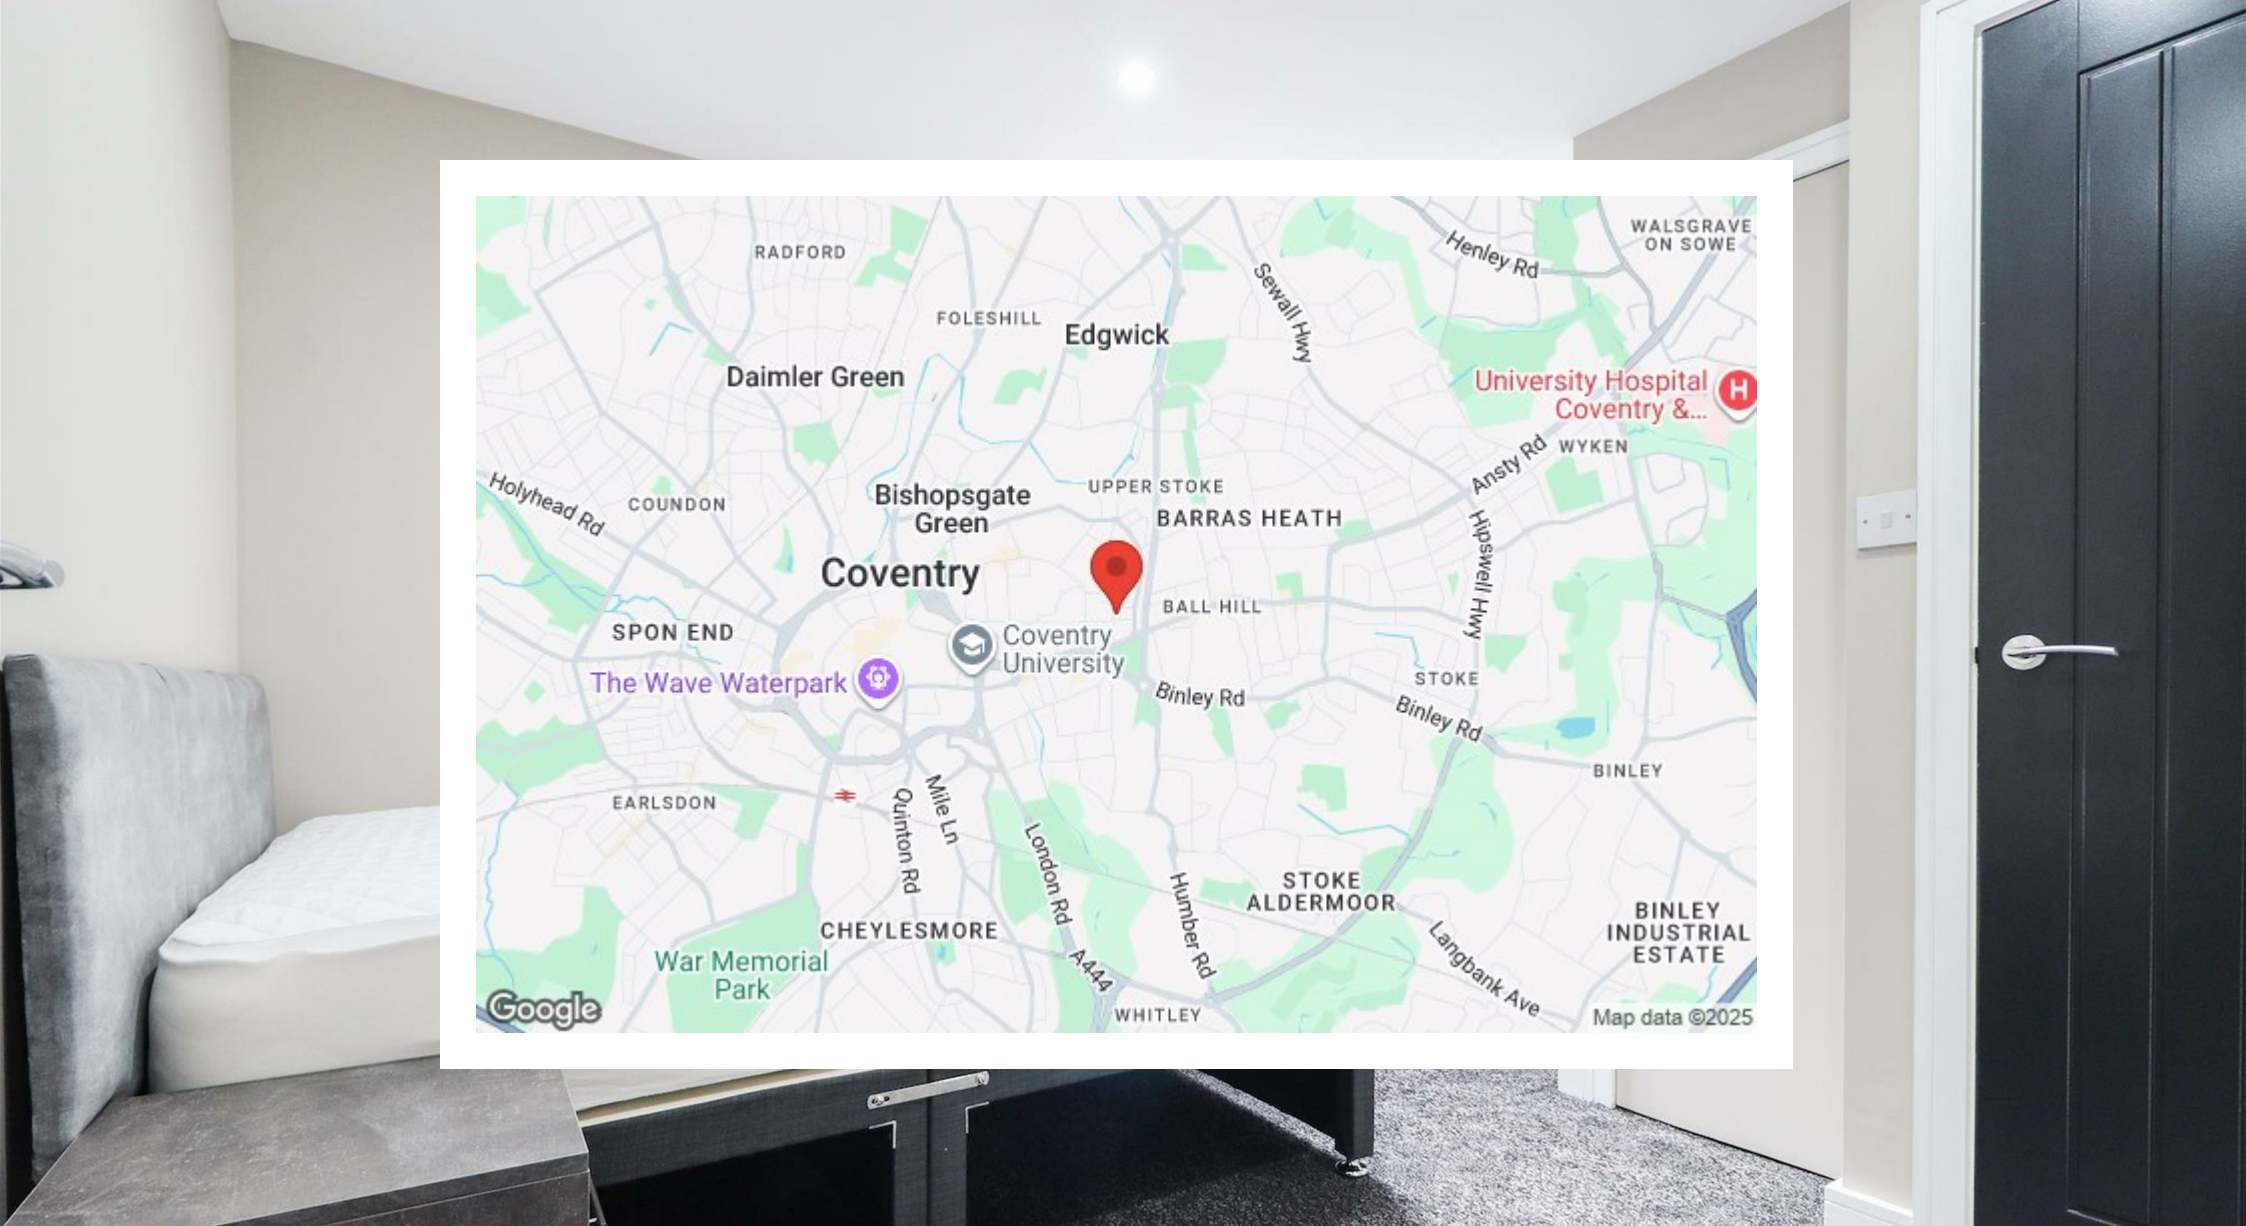 WALSGRAVE
ON SOWE
Henley Rd
RADFORD
Sewall Hwy
FOLESHILL
Edgwick
Daimler Green
University Hospital
Coventry &...
H
WYKEN
Ansty Rd
Holyhead Rd
COUNDON
Bishopsgate
Green
UPPER STOKE
BARRAS HEATH
Hipswell Hwy
Coventry
BALL HILL
SPON END
Coventry
University
The Wave Waterpark
STOKE
Binley Rd
Binley Rd
BINLEY
EARLSDON
Mile Ln
Quinton Rd
London Rd
STOKE
ALDERMOOR
Humber Rd
CHEYLESMORE
BINLEY
INDUSTRIAL
ESTATE
War Memorial
Park
A444
Langbank Ave
Google
WHITLEY
Map data ©2025